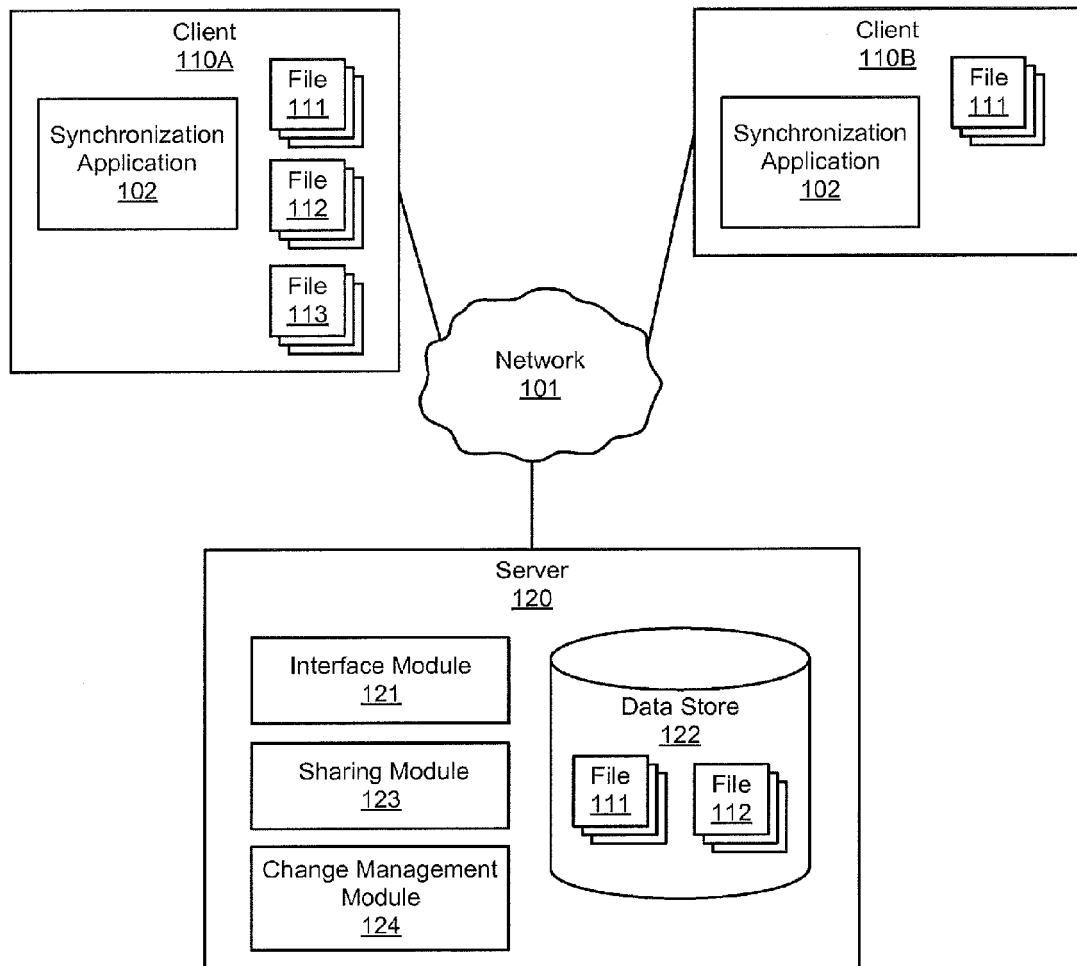 Client
110A
Synchronization
Application
102
File
111
File
112
File
113
Client
110B
Synchronization
Application
102
File
111
Network
101
Server
120
Interface Module
121
Sharing Module
123
Change Management
Module
124
Data Store
122
File
111
File
112